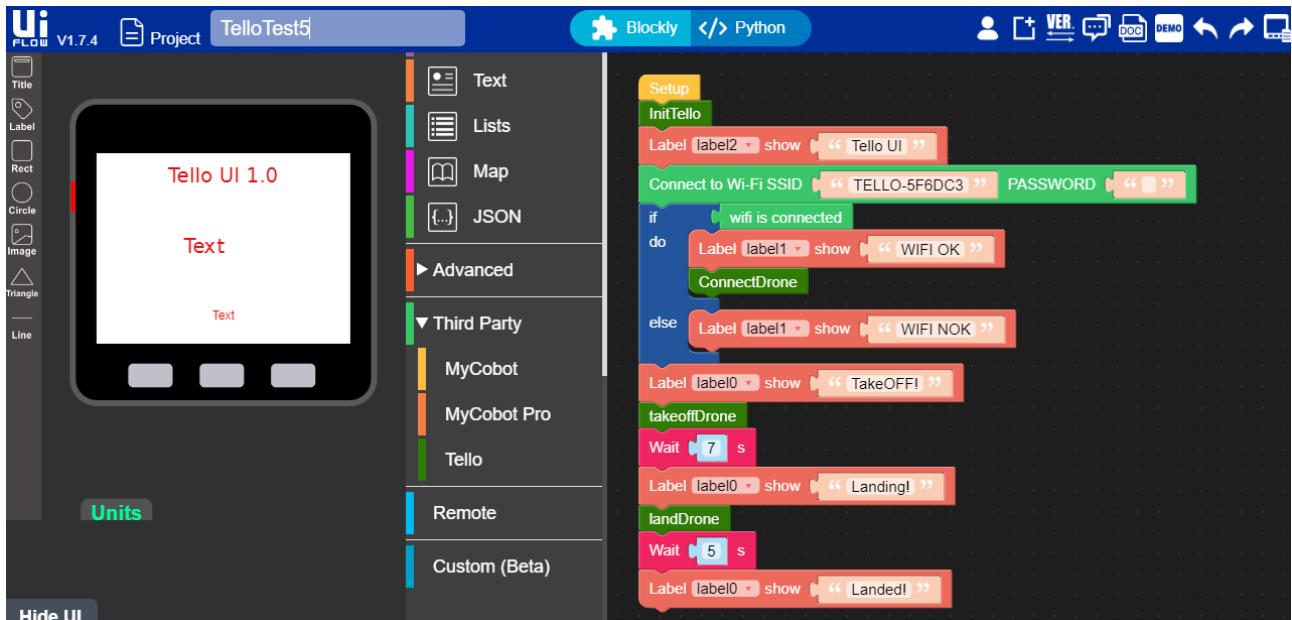 Ui
FLOW V1.7.4 Project TelloTest5 Blockly </> Python VER. DOC DEMO
Title
Label
Rect
Circle
Image
Triangle
Line
Tello UI 1.0
Text
Text
Units
Hide UI
Text
Lists
Map
{...} JSON
Advanced
Third Party
MyCobot
MyCobot Pro
Tello
Remote
Custom (Beta)
Setup
InitTello
Label label2 show “ Tello UI ”
Connect to Wi-Fi SSID “ TELLO-5F6DC3 ” PASSWORD “ ”
if wifi is connected
do Label label1 show “ WIFI OK ”
ConnectDrone
else Label label1 show “ WIFI NOK ”
Label label0 show “ TakeOFF! ”
takeoffDrone
Wait 7 s
Label label0 show “ Landing! ”
landDrone
Wait 5 s
Label label0 show “ Landed! ”